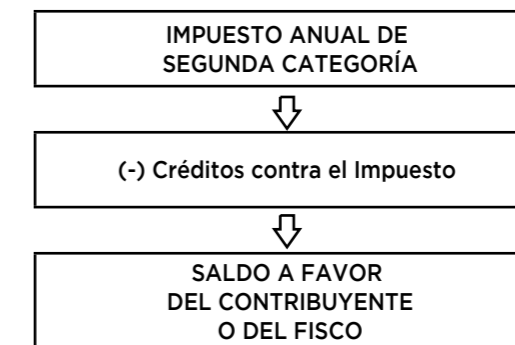 IMPUESTO ANUAL DE
SEGUNDA CATEGORÍA
(-) Créditos contra el Impuesto
SALDO A FAVOR
DEL CONTRIBUYENTE
O DEL FISCO